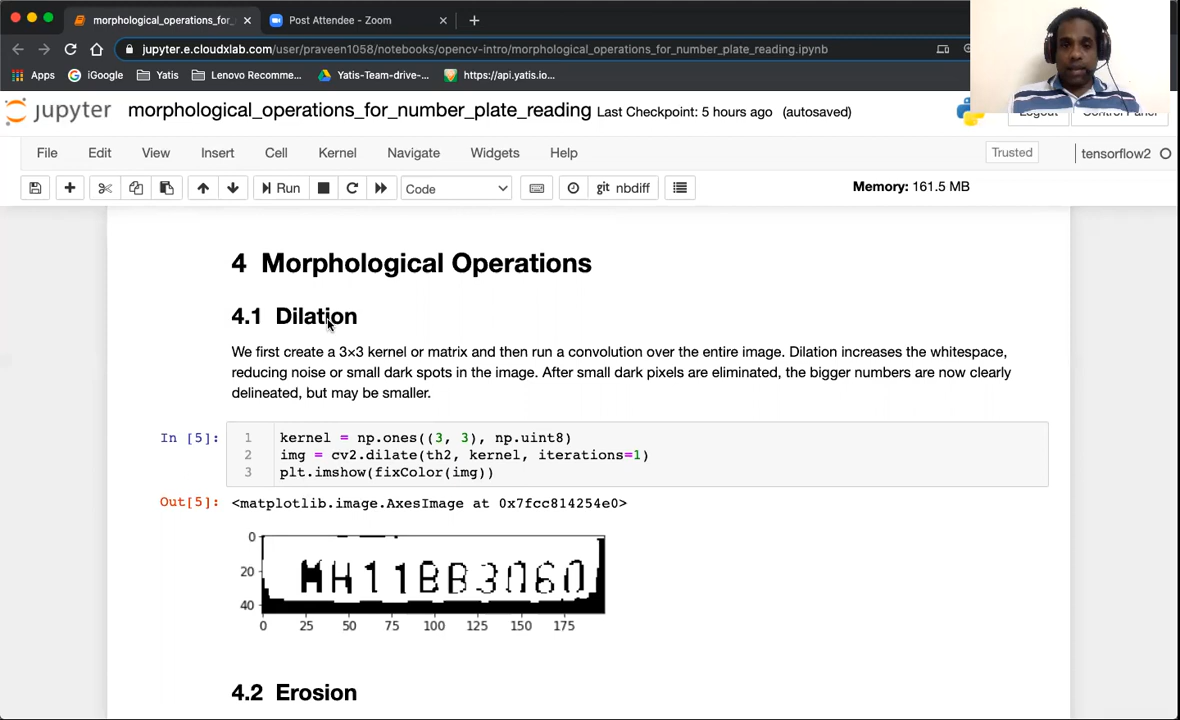 morphological_operations_for_
Post Attendee - Zoom
jupyter.e.cloudxlab.com/user/praveen1058/notebooks/opencv-intro/morphological_operations_for_number_plate_reading.ipynb
Apps iGoogle Yatis Lenovo Recomme... Yatis-Team-drive-... https://api.yatis.io...
jupyter morphological_operations_for_number_plate_reading Last Checkpoint: 5 hours ago (autosaved)
Logout Control Panel
File Edit View Insert Cell Kernel Navigate Widgets Help Trusted tensorflow2
Run Code git nbdiff Memory: 161.5 MB
4 Morphological Operations
4.1 Dilation
We first create a 3×3 kernel or matrix and then run a convolution over the entire image. Dilation increases the whitespace,
reducing noise or small dark spots in the image. After small dark pixels are eliminated, the bigger numbers are now clearly
delineated, but may be smaller.
In [5]:
1 kernel = np.ones((3, 3), np.uint8)
2 img = cv2.dilate(th2, kernel, iterations=1)
3 plt.imshow(fixColor(img))
Out[5]: <matplotlib.image.AxesImage at 0x7fcc814254e0>
0
20
40
MH11BB3060
0 25 50 75 100 125 150 175
4.2 Erosion